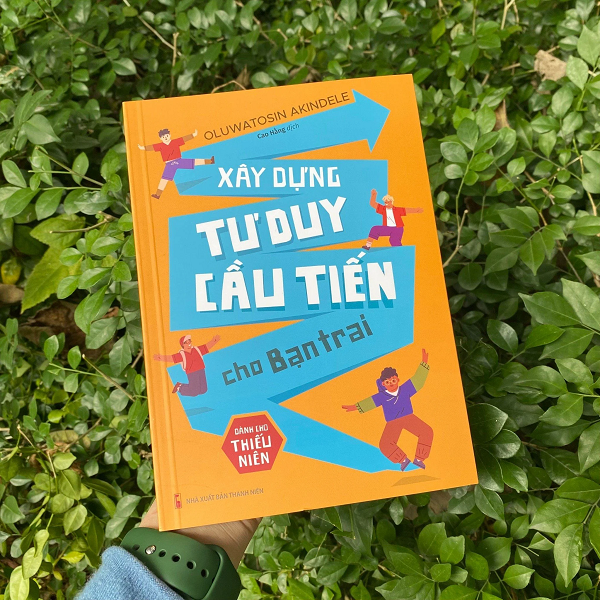 OLUWATOSIN AKINDELE
Cao Hằng dịch
XÂY DỰNG
TƯ DUY
CẦU TIẾN
cho Bạn trai
DÀNH CHO
THIẾU
NIÊN
NHÀ XUẤT BẢN THANH NIÊN